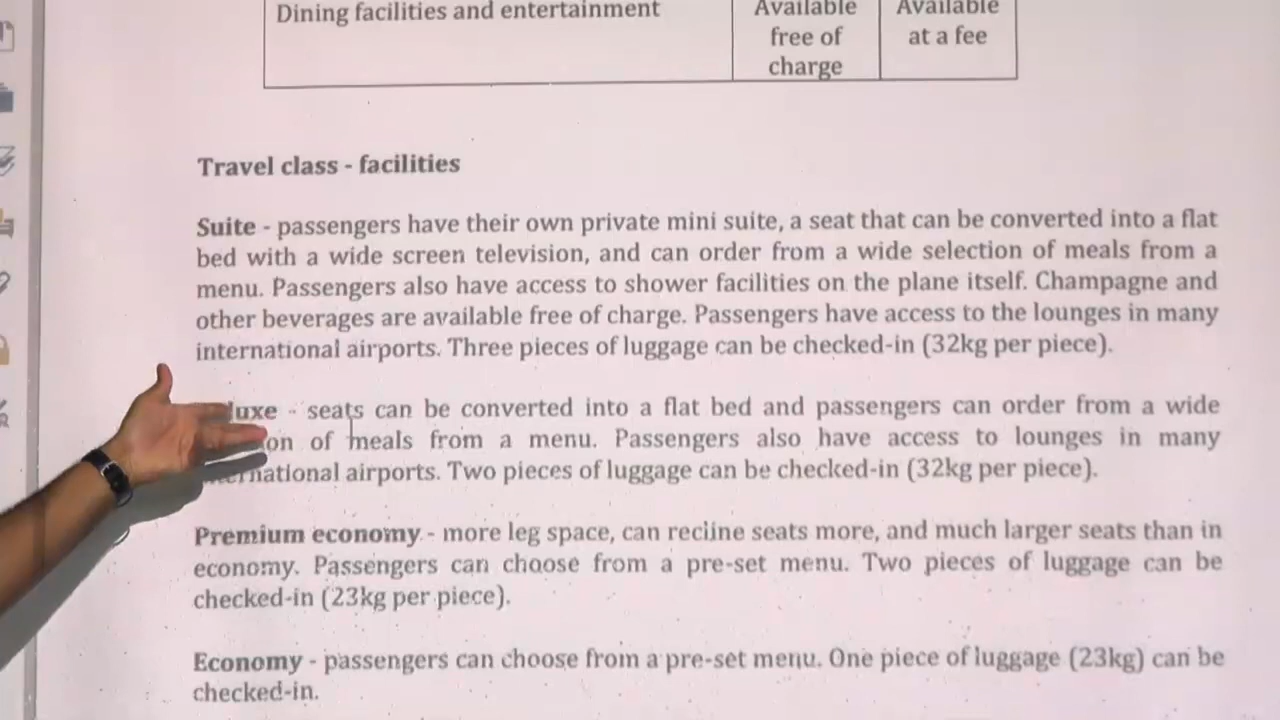 Dining facilities and entertainment
Available free of charge
Available at a fee
Travel class - facilities
Suite - passengers have their own private mini suite, a seat that can be converted into a flat
bed with a wide screen television, and can order from a wide selection of meals from a
menu. Passengers also have access to shower facilities on the plane itself. Champagne and
other beverages are available free of charge. Passengers have access to the lounges in many
international airports. Three pieces of luggage can be checked-in (32kg per piece).
- seats can be converted into a flat bed and passengers can order from a wide
of meals from a menu. Passengers also have access to lounges in many
airports. Two pieces of luggage can be checked-in (32kg per piece).
Premium economy - more leg space, can recline seats more, and much larger seats than in
economy. Passengers can choose from a pre-set menu. Two pieces of luggage can be
checked-in (23kg per piece).
Economy - passengers can choose from a pre-set menu. One piece of luggage (23kg) can be
checked-in.